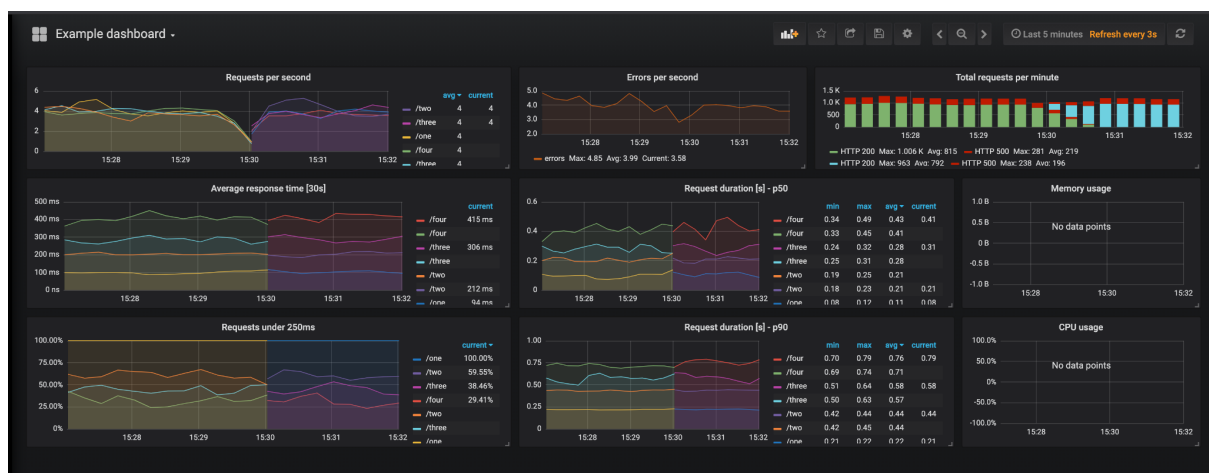 Example dashboard
Last 5 minutes Refresh every 3s
Requests per second
6
4
2
0
15:28 15:29 15:30 15:31 15:32
avg current
/two 4 4
/three 4 4
/one 4
/four 4
/three 4
Errors per second
5.0
4.0
3.0
2.0
15:28 15:29 15:30 15:31 15:32
errors Max: 4.85 Avg: 3.99 Current: 3.58
Total requests per minute
1.5 K
1.0 K
500
0
15:28 15:29 15:30 15:31 15:32
HTTP 200 Max: 1.006 K Avg: 815 HTTP 500 Max: 281 Avg: 219
HTTP 200 Max: 963 Avg: 792 HTTP 500 Max: 238 Avg: 196
Average response time [30s]
500 ms
400 ms
300 ms
200 ms
100 ms
0 ns
15:28 15:29 15:30 15:31 15:32
current
/four 415 ms
/four
/three 306 ms
/three
/two
/two 212 ms
/one 94 ms
Request duration [s] - p50
0.6
0.4
0.2
0
15:28 15:29 15:30 15:31 15:32
min max avg current
/four 0.34 0.49 0.43 0.41
/four 0.33 0.45 0.41
/three 0.24 0.32 0.28 0.31
/three 0.25 0.31 0.28
/two 0.19 0.25 0.21
/two 0.18 0.23 0.21 0.21
/one 0.08 0.12 0.11 0.08
Memory usage
1.0 B
0.5 B
0 B
-0.5 B
-1.0 B
No data points
15:28 15:30 15:32
Requests under 250ms
100.00%
75.00%
50.00%
25.00%
0%
15:28 15:29 15:30 15:31 15:32
current
/one 100.00%
/two 59.55%
/three 38.46%
/four 29.41%
/two
/three
/one
Request duration [s] - p90
1.00
0.75
0.50
0.25
0
15:28 15:29 15:30 15:31 15:32
min max avg current
/four 0.70 0.79 0.76 0.79
/four 0.69 0.74 0.71
/three 0.51 0.64 0.58 0.58
/three 0.50 0.63 0.57
/two 0.42 0.44 0.44 0.44
/two 0.42 0.45 0.44
/one 0.21 0.22 0.22 0.21
CPU usage
100.0%
50.0%
0%
-50.0%
-100.0%
No data points
15:28 15:30 15:32